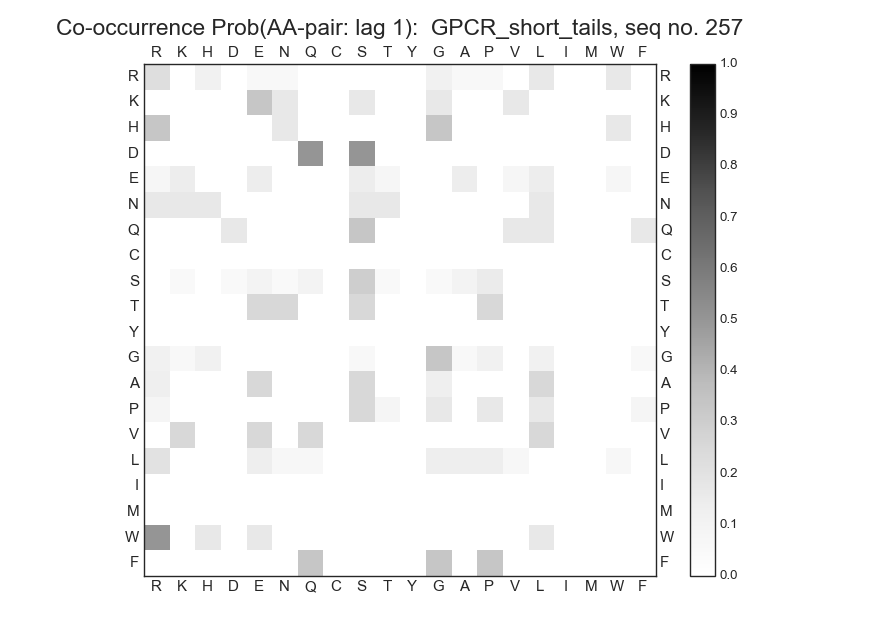 Co-occurrence Prob(AA-pair: lag 1):  GPCR_short_tails, seq no. 257
R K H D E N Q C S T Y G A P V L I M W F
R R 1.0
K K 0.9
H H
D D 0.8
E E
N N 0.7
Q Q
C C 0.6
S S
T T 0.5
Y Y
G G 0.4
A A
P P 0.3
V V
L L 0.2
I I
M M 0.1
W W
F F 0.0
R K H D E N Q C S T Y G A P V L I M W F